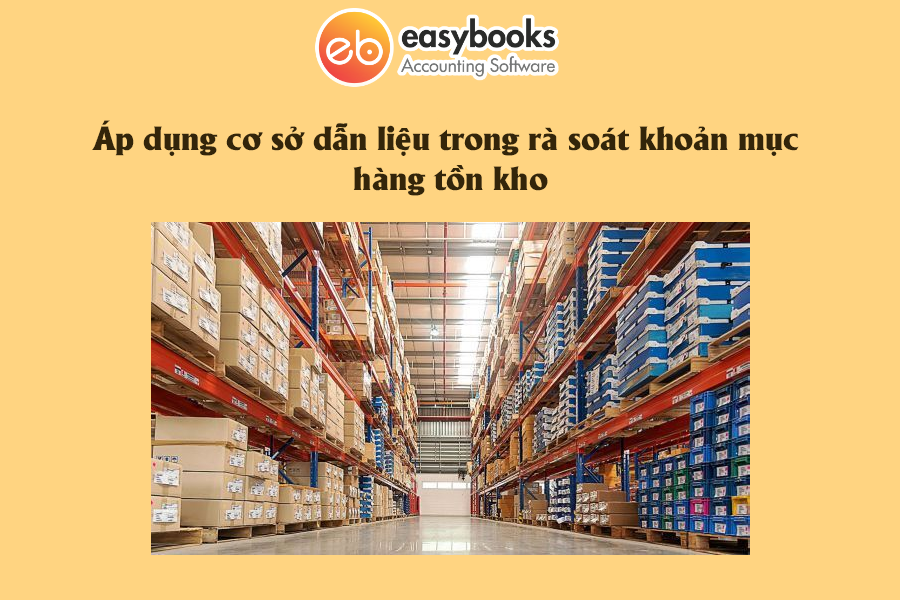 eb easybooks
Accounting Software
Áp dụng cơ sở dẫn liệu trong rà soát khoản mục
hàng tồn kho